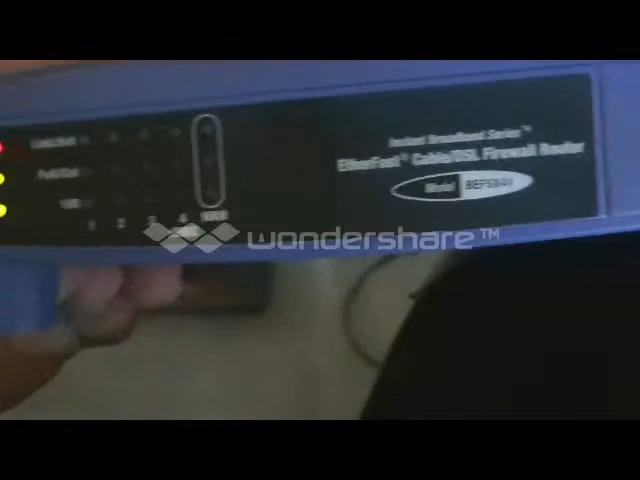 Instant Broadband Series™
Link/Act
EtherFast® Cable/DSL Firewall Router
Full/Col
Model
100
1 2 3 4 WAN
wondershare™